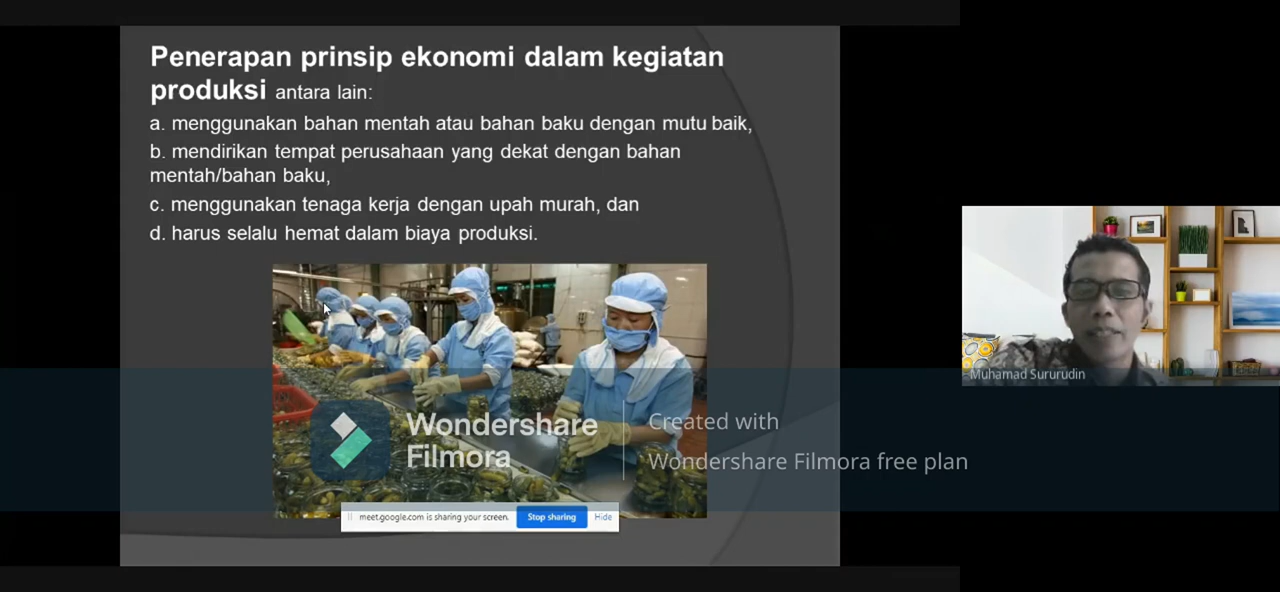 Penerapan prinsip ekonomi dalam kegiatan
produksi antara lain:
a. menggunakan bahan mentah atau bahan baku dengan mutu baik,
b. mendirikan tempat perusahaan yang dekat dengan bahan
mentah/bahan baku,
c. menggunakan tenaga kerja dengan upah murah, dan
d. harus selalu hemat dalam biaya produksi.
Muhamad Sururudin
Wondershare
Filmora
Created with
Wondershare Filmora free plan
meet.google.com is sharing your screen. Stop sharing Hide